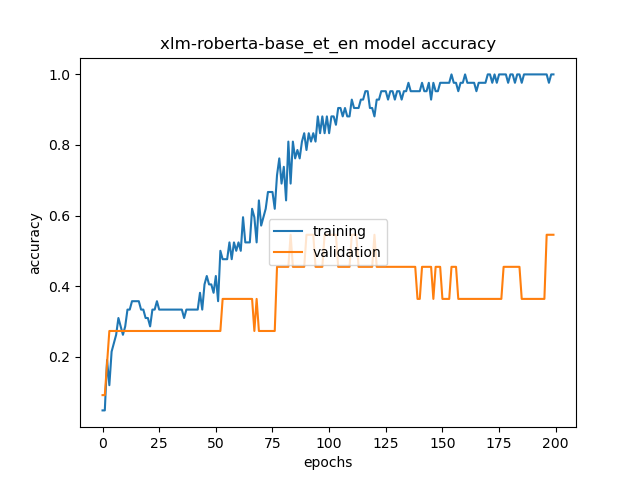 xlm-roberta-base_et_en model accuracy
1.0
0.8
0.6
0.4
0.2
accuracy
training
validation
0 25 50 75 100 125 150 175 200
epochs